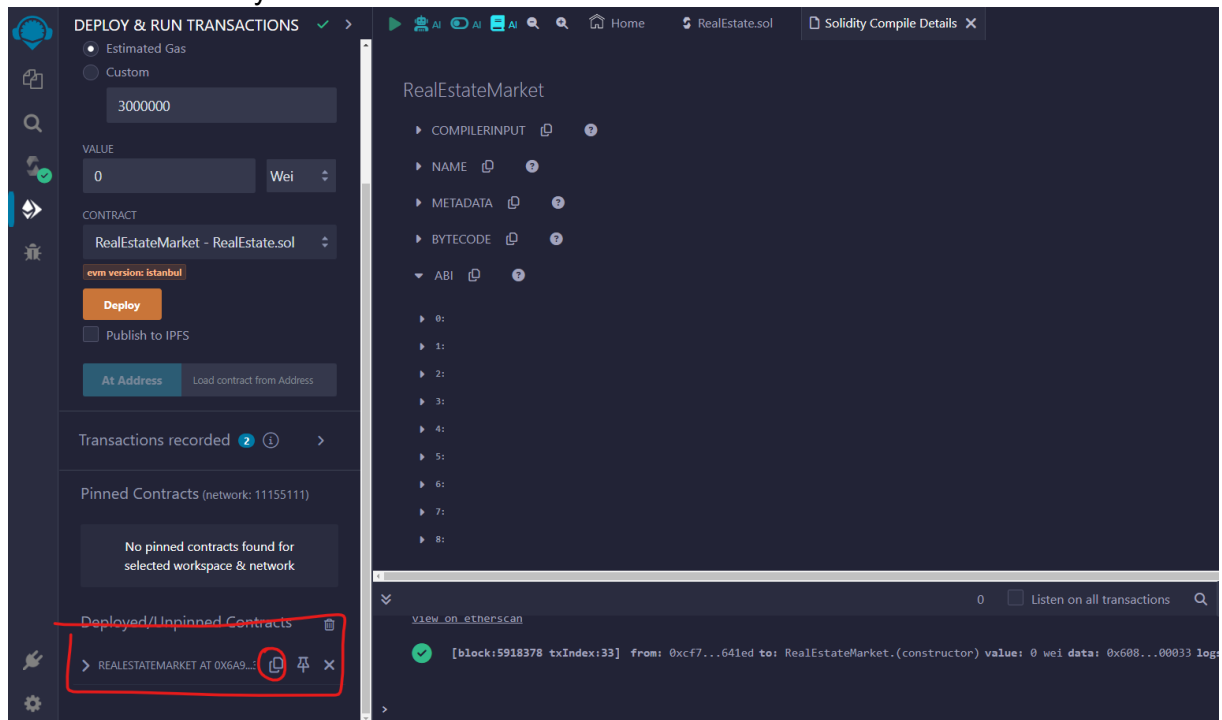 DEPLOY & RUN TRANSACTIONS
Estimated Gas
Custom
3000000
VALUE
0 Wei
CONTRACT
RealEstateMarket - RealEstate.sol
evm version: istanbul
Deploy
Publish to IPFS
At Address Load contract from Address
Transactions recorded 2 i
Pinned Contracts (network: 11155111)
No pinned contracts found for
selected workspace & network
Deployed/Unpinned Contracts
REALESTATEMARKET AT 0X6A9...
AI AI AI Home RealEstate.sol Solidity Compile Details
RealEstateMarket
COMPILERINPUT
NAME
METADATA
BYTECODE
ABI
0:
1:
2:
3:
4:
5:
6:
7:
8:
0 Listen on all transactions
view on etherscan
[block:5918378 txIndex:33] from: 0xcf7...641ed to: RealEstateMarket.(constructor) value: 0 wei data: 0x608...00033 logs
>